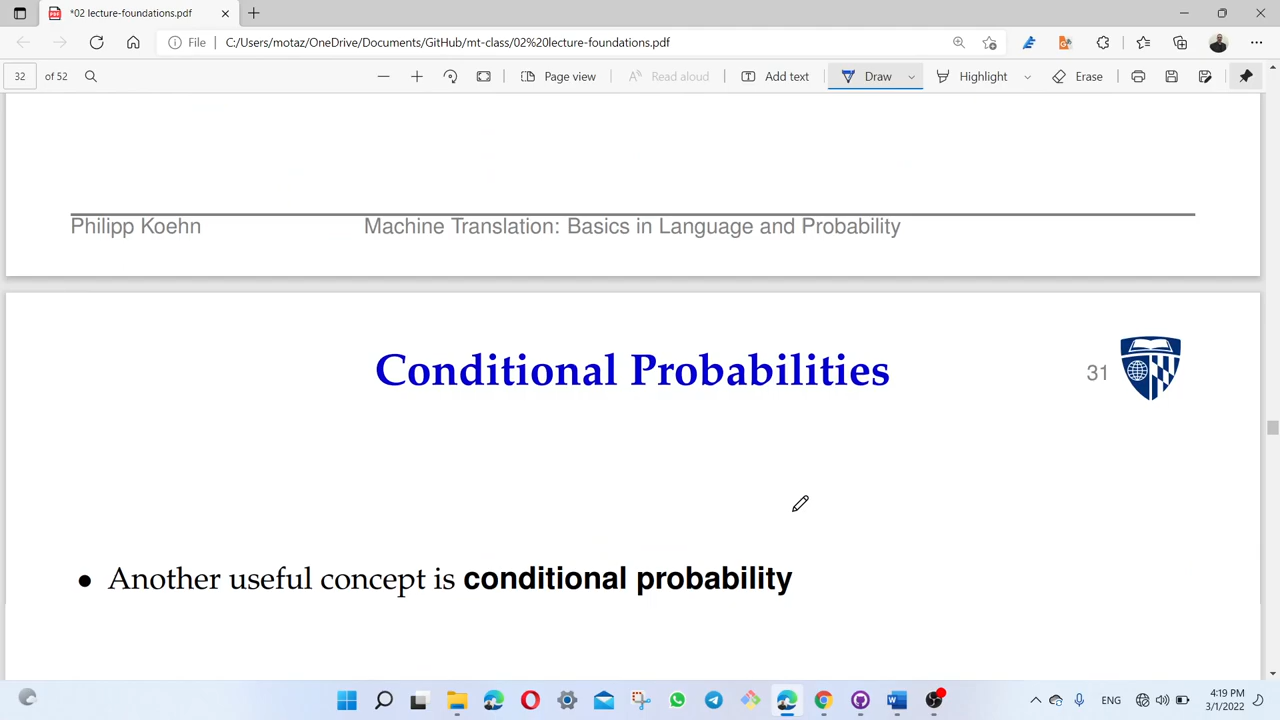 *02 lecture-foundations.pdf
File C:/Users/motaz/OneDrive/Documents/GitHub/mt-class/02%20lecture-foundations.pdf
32 of 52 Page view Read aloud Add text Draw Highlight Erase
Philipp Koehn Machine Translation: Basics in Language and Probability
Conditional Probabilities 31
● Another useful concept is conditional probability
ENG 4:19 PM
3/1/2022